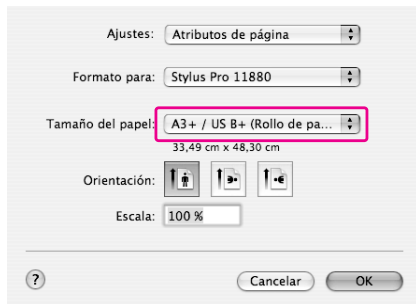 Ajustes: Atributos de página
Formato para: Stylus Pro 11880
Tamaño del papel: A3+ / US B+ (Rollo de pa...
33,49 cm x 48,30 cm
Orientación:
Escala: 100 %
? Cancelar OK